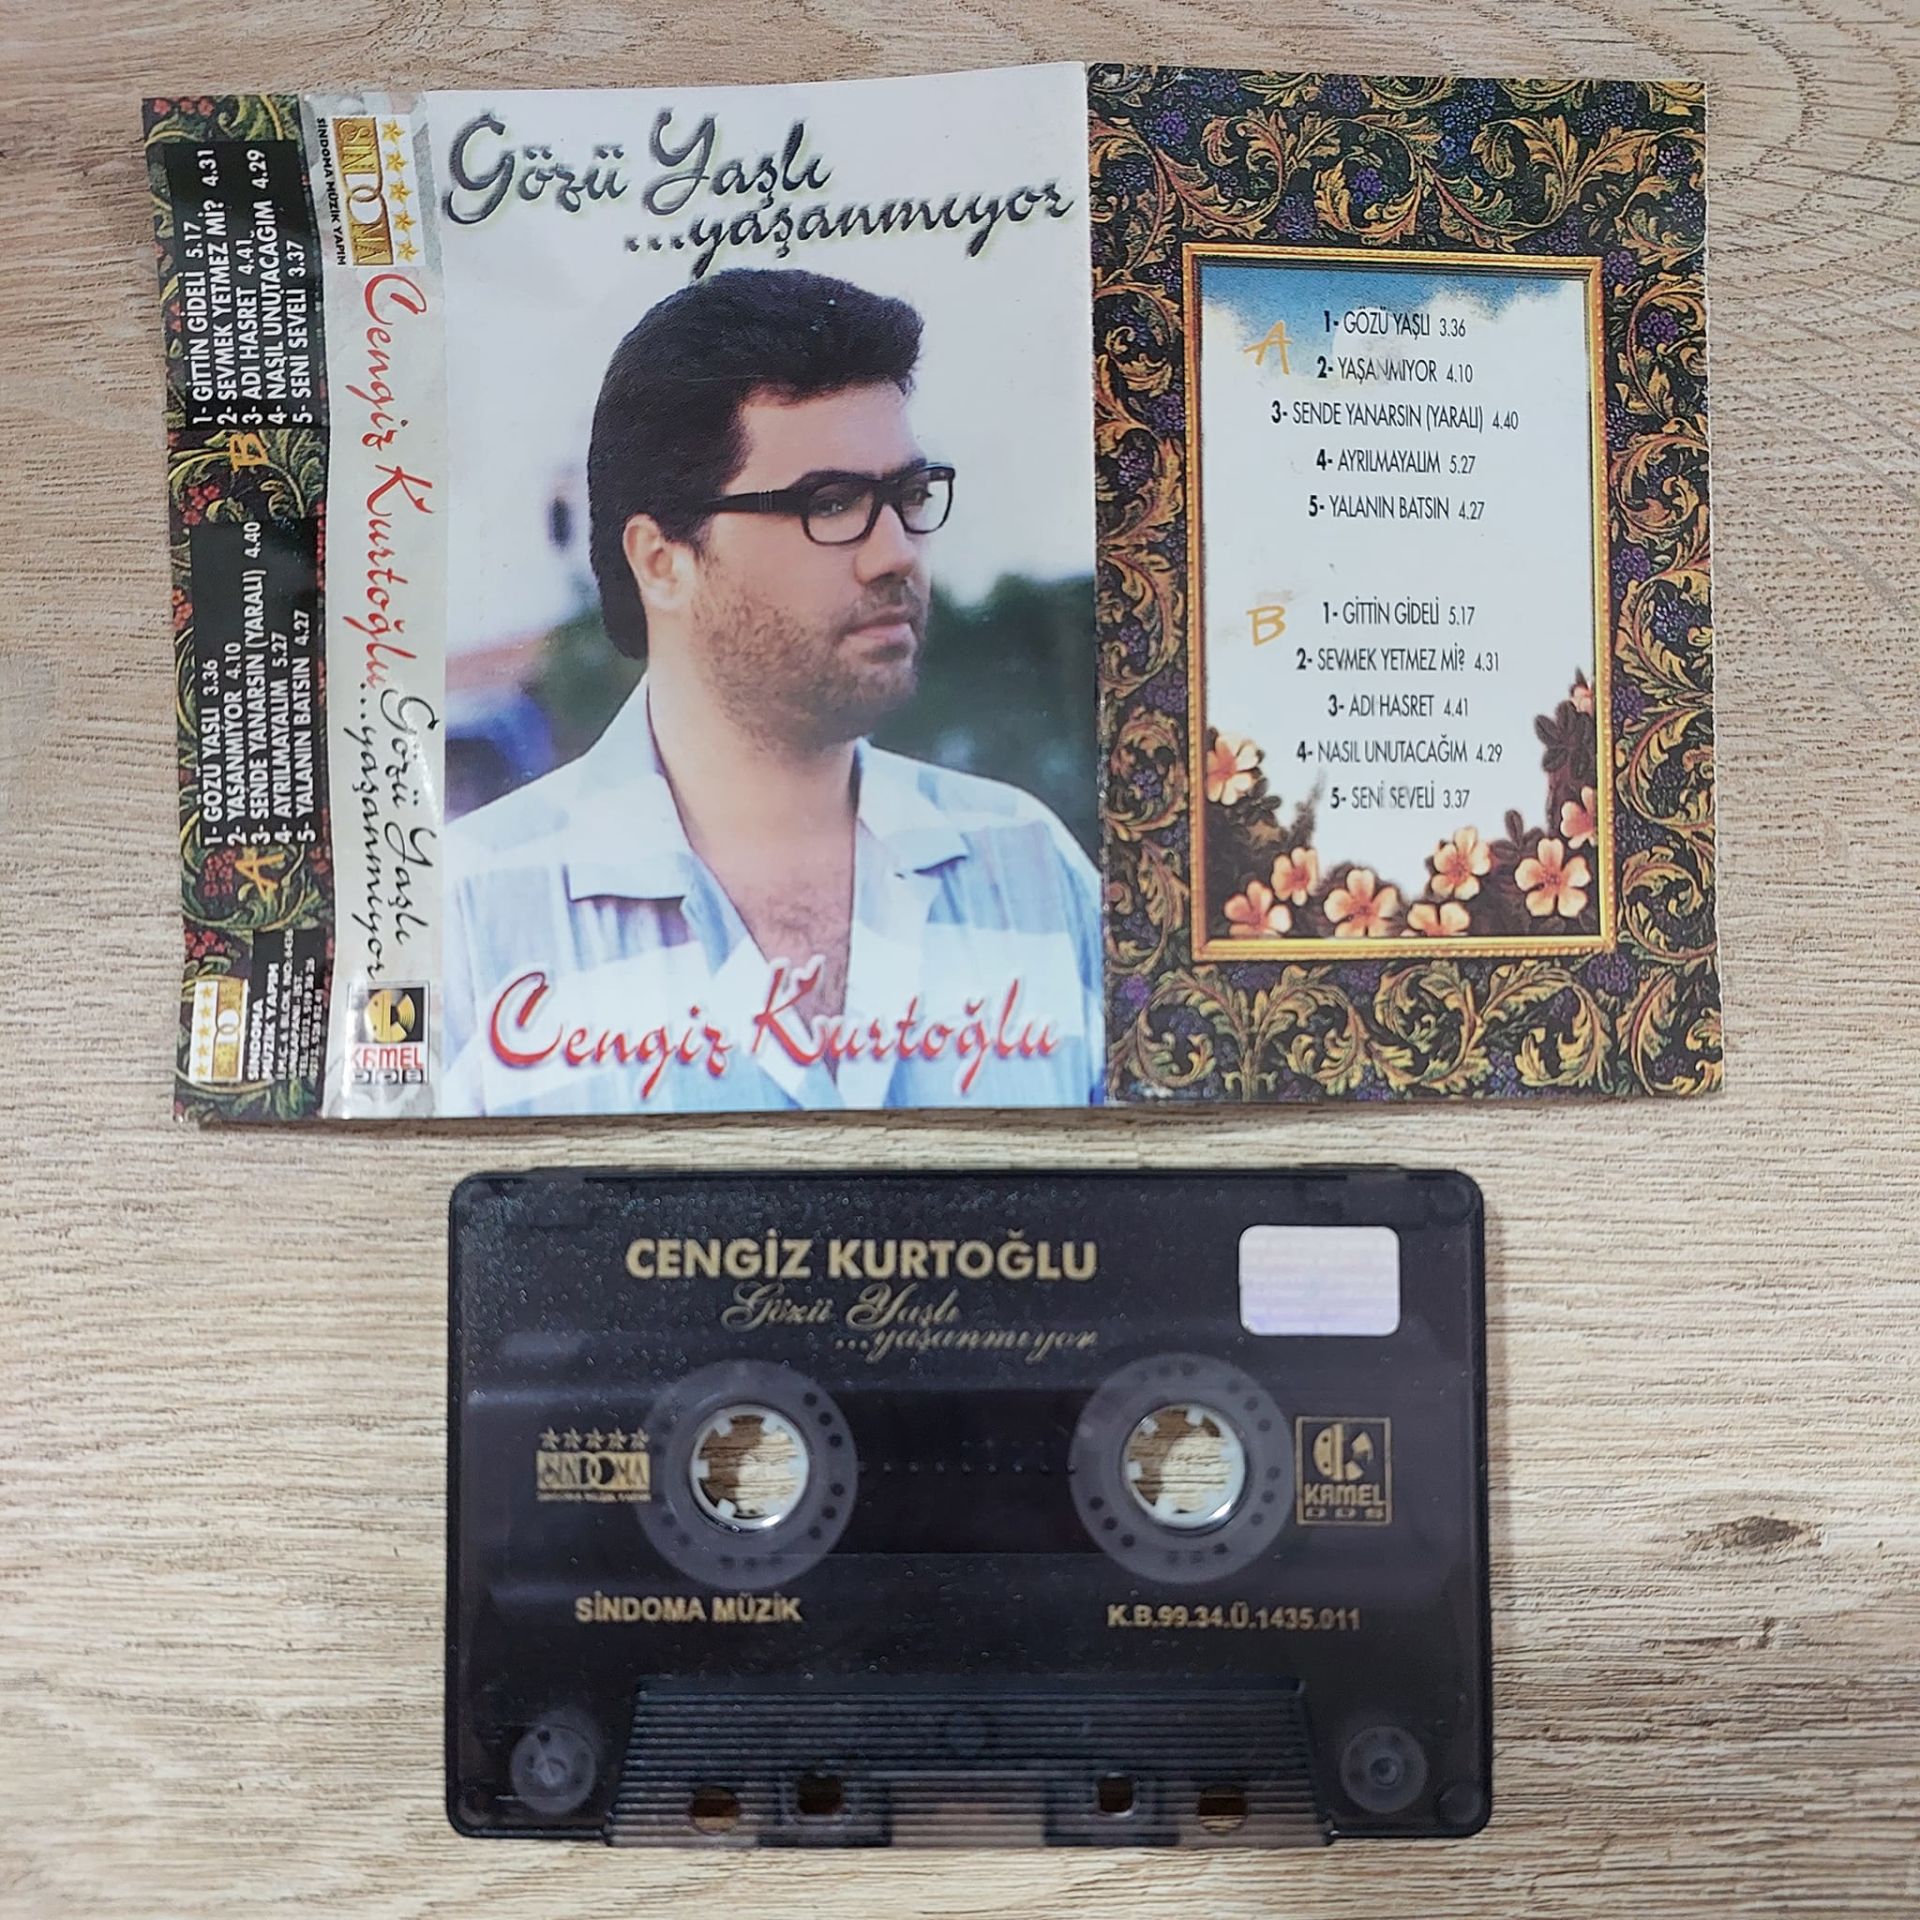 1- GİTTİN GİDELİ 5.17
2- SEVMEK YETMEZ Mİ? 4.31
3- ADI HASRET 4.41
4- NASIL UNUTACAĞIM 4.29
5- SENİ SEVELİ 3.37
B
1- GÖZÜ YAŞLI 3.36
2- YAŞANMIYOR 4.10
3- SENDE YANARSIN (YARALI) 4.40
4- AYRILMAYALIM 5.27
5- YALANIN BATSIN 4.27
A
SİNDOMA
MÜZİK YAPIM
SİNDOMA
SİNDOMA MÜZİK YAPIM
Cengiz Kurtoğlu
Gözü Yaşlı
...yaşanmıyor
KAMEL
Gözü Yaşlı
...yaşanmıyor
Cengiz Kurtoğlu
A
1- GÖZÜ YAŞLI 3.36
2- YAŞANMIYOR 4.10
3- SENDE YANARSIN (YARALI) 4.40
4- AYRILMAYALIM 5.27
5- YALANIN BATSIN 4.27
B
1- GİTTİN GİDELİ 5.17
2- SEVMEK YETMEZ Mİ? 4.31
3- ADI HASRET 4.41
4- NASIL UNUTACAĞIM 4.29
5- SENİ SEVELİ 3.37
CENGİZ KURTOĞLU
Gözü Yaşlı
...yaşanmıyor
SİNDOMA
KAMEL
SİNDOMA MÜZİK
K.B.99.34.Ü.1435.011